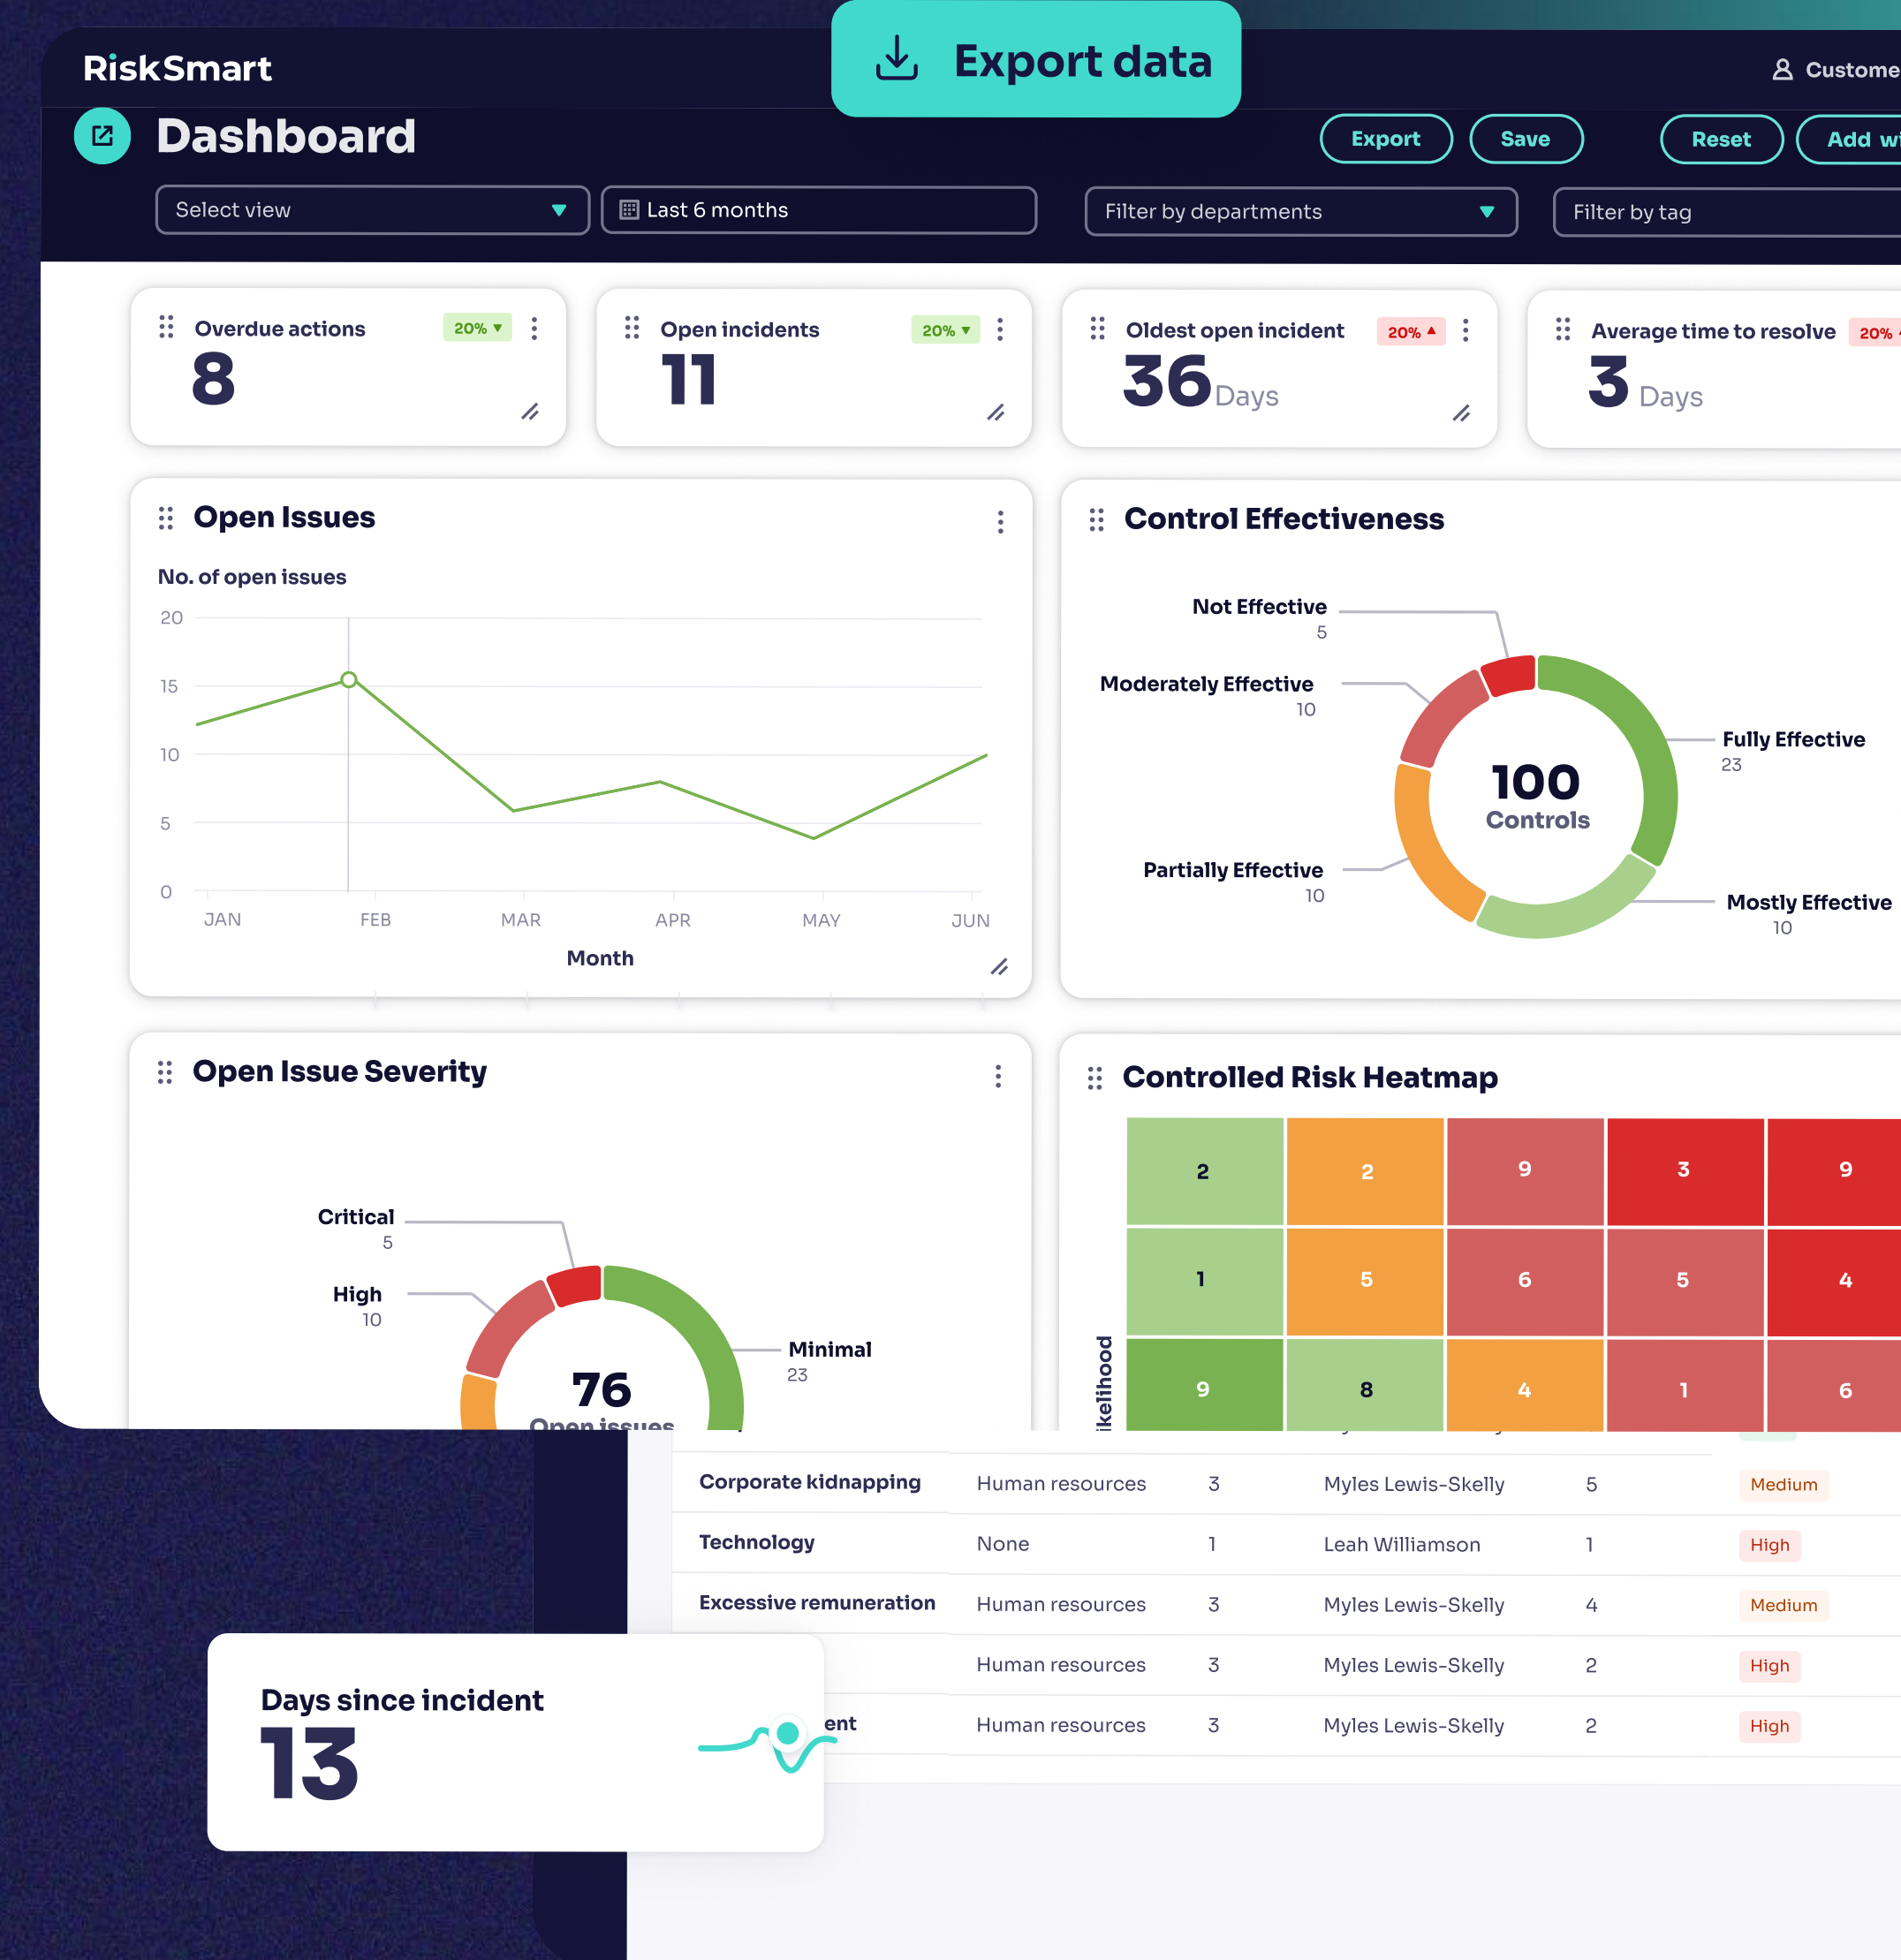 Export data
RiskSmart
Dashboard
Export
Save
Reset
Select view
Last 6 months
Filter by departments
Filter by tag
Overdue actions
20%
8
Open incidents
20%
11
Oldest open incident
20%
36 Days
Average time to resolve
20%
3 Days
Open Issues
No. of open issues
20
15
10
5
0
JAN FEB MAR APR MAY JUN
Month
Control Effectiveness
Not Effective
5
Moderately Effective
10
Fully Effective
23
100
Controls
Partially Effective
10
Mostly Effective
10
Open Issue Severity
Critical
5
High
10
Minimal
23
76
Open issues
Controlled Risk Heatmap
2 2 9 3 9
1 5 6 5 4
9 8 4 1 6
Corporate kidnapping Human resources 3 Myles Lewis-Skelly 5 Medium
Technology None 1 Leah Williamson 1 High
Excessive remuneration Human resources 3 Myles Lewis-Skelly 4 Medium
Human resources 3 Myles Lewis-Skelly 2 High
Human resources 3 Myles Lewis-Skelly 2 High
Days since incident
13